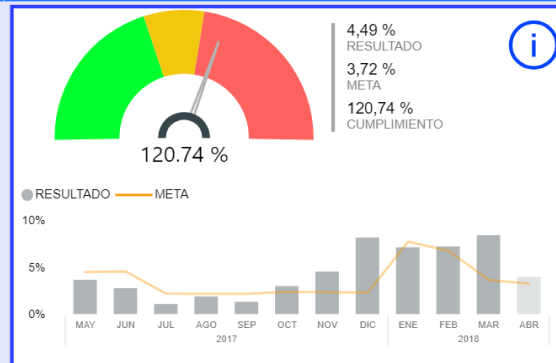 4,49 %
RESULTADO
3,72 %
META
120,74 %
CUMPLIMIENTO
i
120.74 %
RESULTADO META
10%
5%
0%
MAY JUN JUL AGO SEP OCT NOV DIC ENE FEB MAR ABR
2017 2018